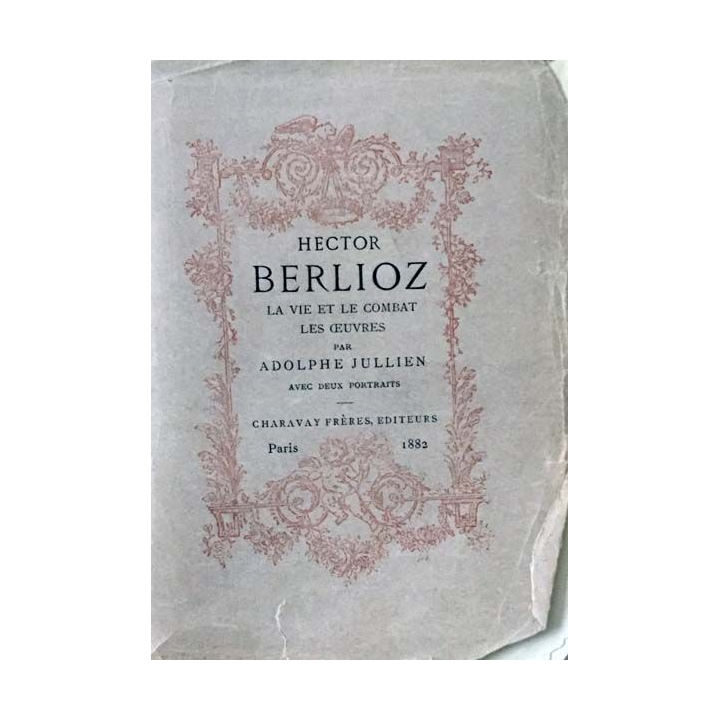 HECTOR
BERLIOZ
LA VIE ET LE COMBAT
LES ŒUVRES
PAR
ADOLPHE JULLIEN
AVEC DEUX PORTRAITS
CHARAVAY FRÈRES, EDITEURS
Paris 1882